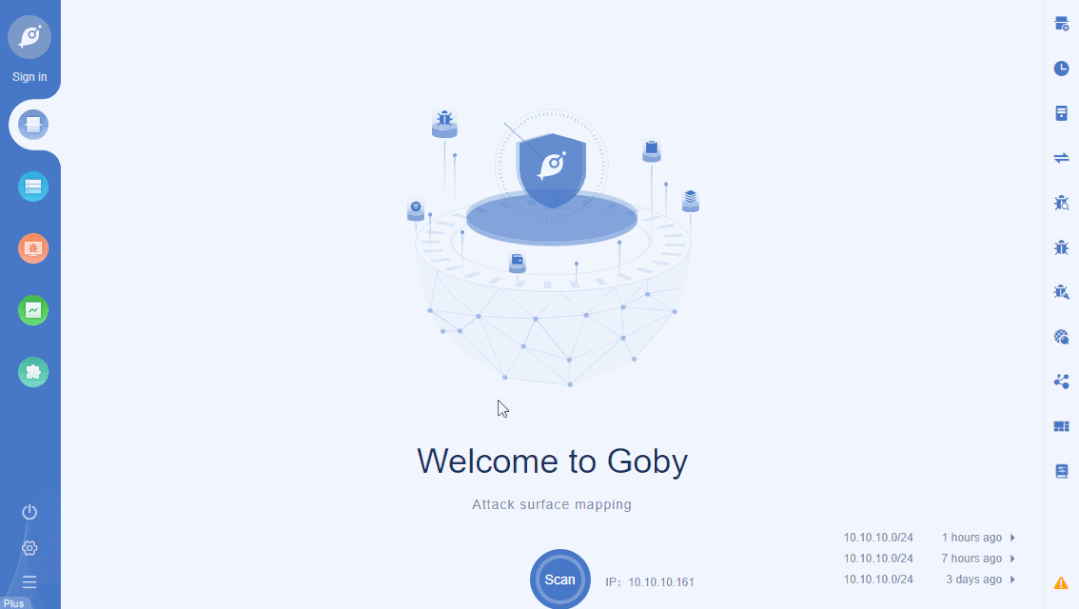 Sign in
Welcome to Goby
Attack surface mapping
10.10.10.0/24 1 hours ago
10.10.10.0/24 7 hours ago
10.10.10.0/24 3 days ago
Scan
IP: 10.10.10.161
Plus